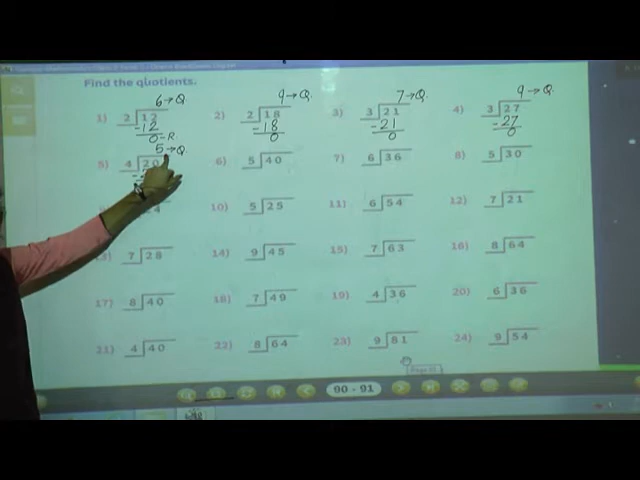 Find the quotients.
6→Q. 9→Q. 7→Q. 9→Q.
1) 2 12 2) 2 18 3) 3 21 4) 3 27
-12 -18 -21 -27
0-R. 0 0 0
5→Q
5) 4 20 6) 5 40 7) 6 36 8) 5 30
10) 5 25 11) 6 54 12) 7 21
7 28 14) 9 45 15) 7 63 16) 8 64
17) 8 40 18) 7 49 19) 4 36 20) 6 36
21) 4 40 22) 8 64 23) 9 81 24) 9 54
90 - 91